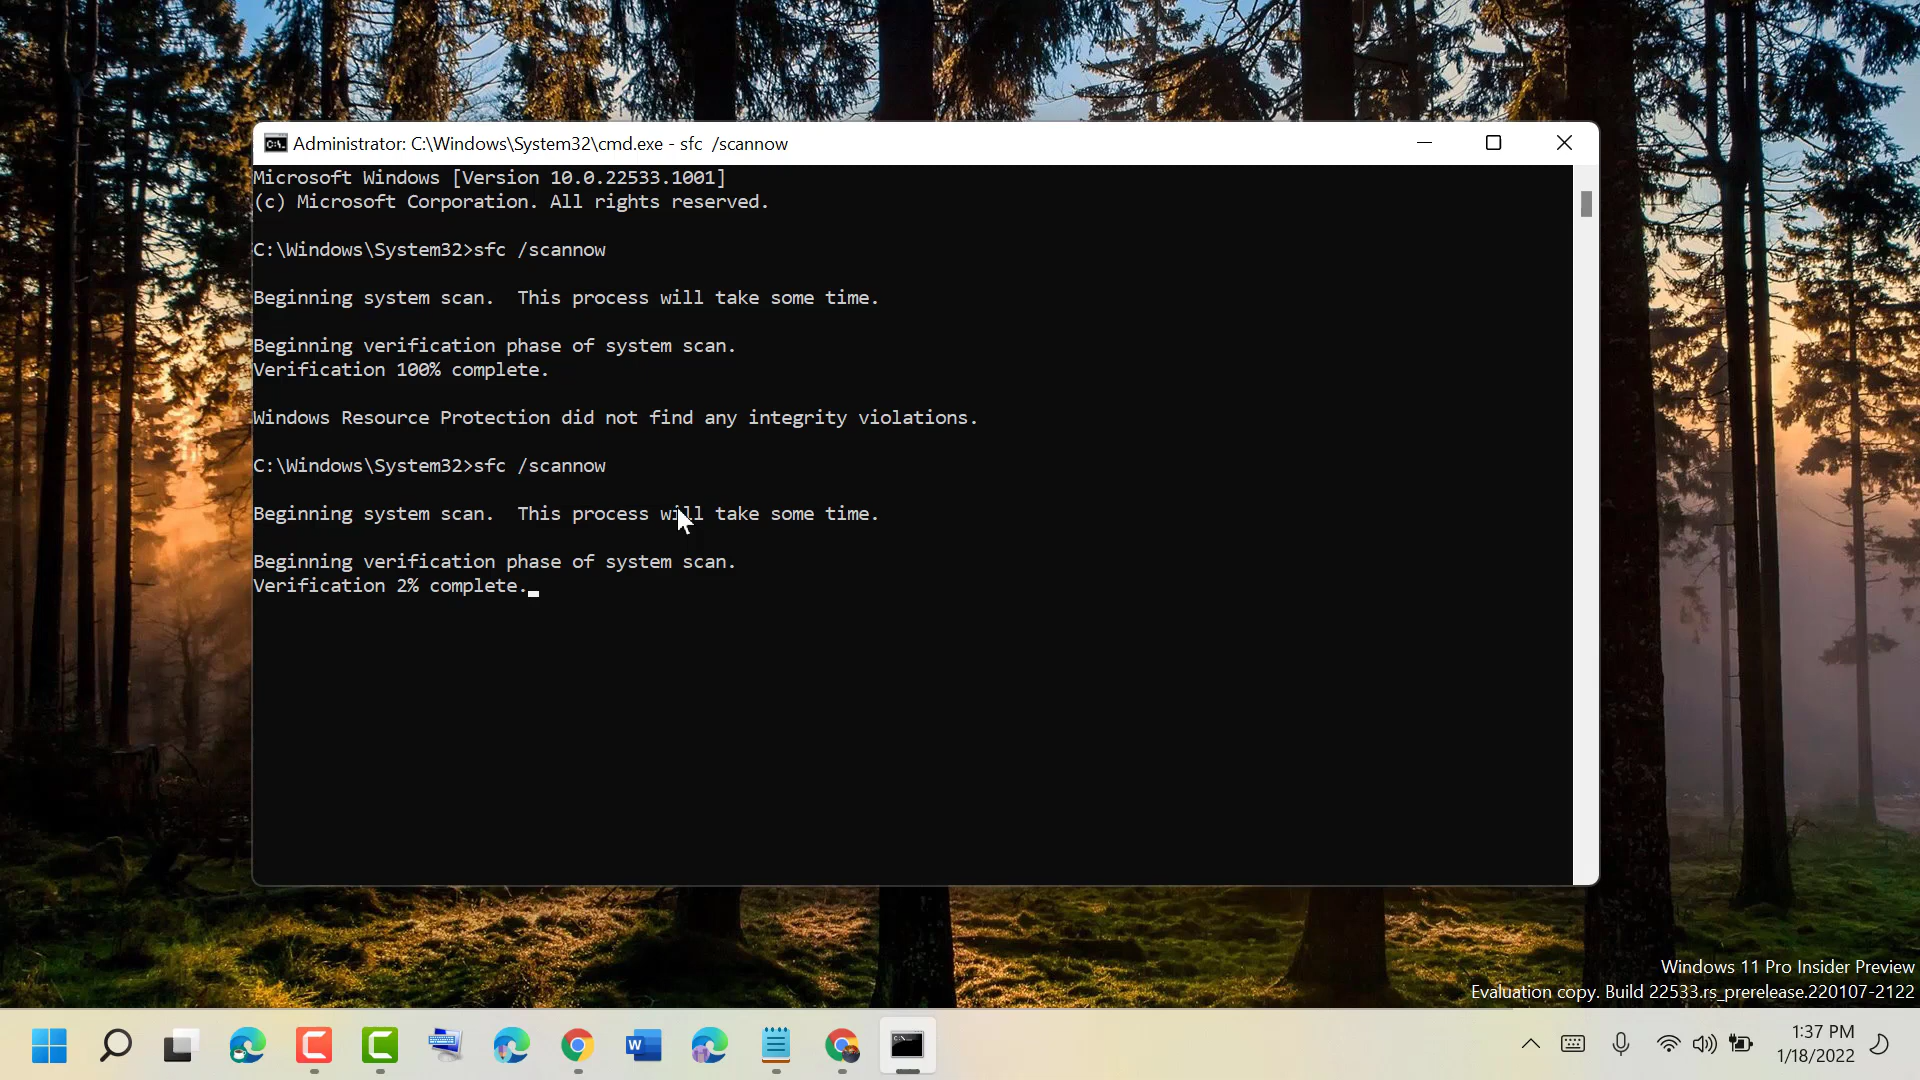 Administrator: C:\Windows\System32\cmd.exe - sfc  /scannow
Microsoft Windows [Version 10.0.22533.1001]
(c) Microsoft Corporation. All rights reserved.
C:\Windows\System32>sfc /scannow
Beginning system scan.  This process will take some time.
Beginning verification phase of system scan.
Verification 100% complete.
Windows Resource Protection did not find any integrity violations.
C:\Windows\System32>sfc /scannow
Beginning system scan.  This process will take some time.
Beginning verification phase of system scan.
Verification 2% complete.
Windows 11 Pro Insider Preview
Evaluation copy. Build 22533.rs_prerelease.220107-2122
1:37 PM
1/18/2022